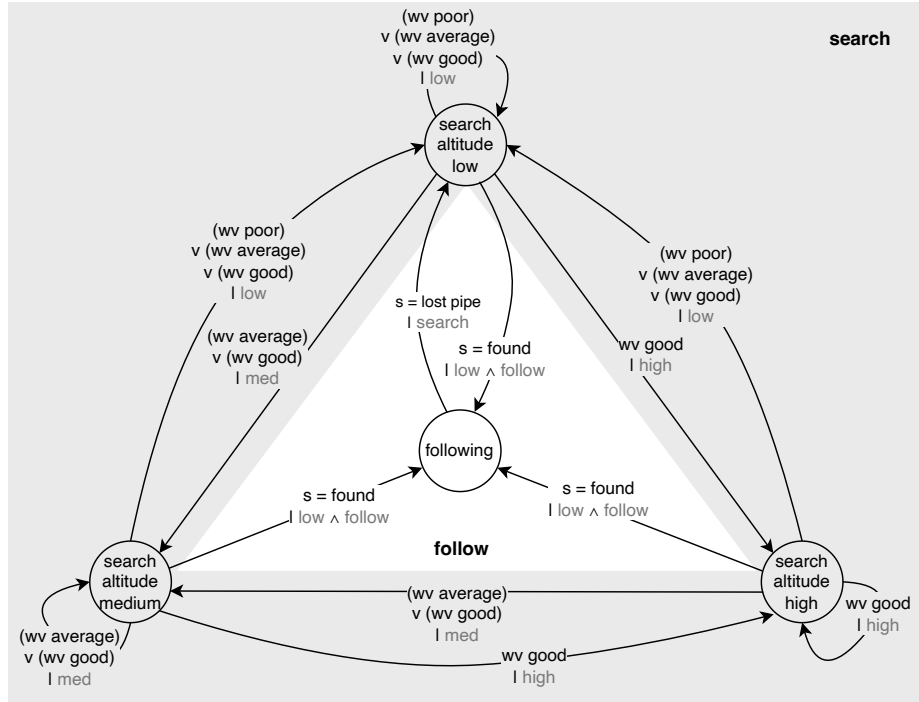 (wv poor)
v (wv average)
v (wv good)
| low
search
search
altitude
low
(wv poor)
v (wv average)
v (wv good)
| low
(wv poor)
v (wv average)
v (wv good)
| low
s = lost pipe
| search
(wv average)
v (wv good)
| med
s = found
| low ∧ follow
wv good
| high
following
s = found
| low ∧ follow
s = found
| low ∧ follow
follow
search
altitude
medium
search
altitude
high
(wv average)
v (wv good)
| med
wv good
| high
(wv average)
v (wv good)
| med
wv good
| high